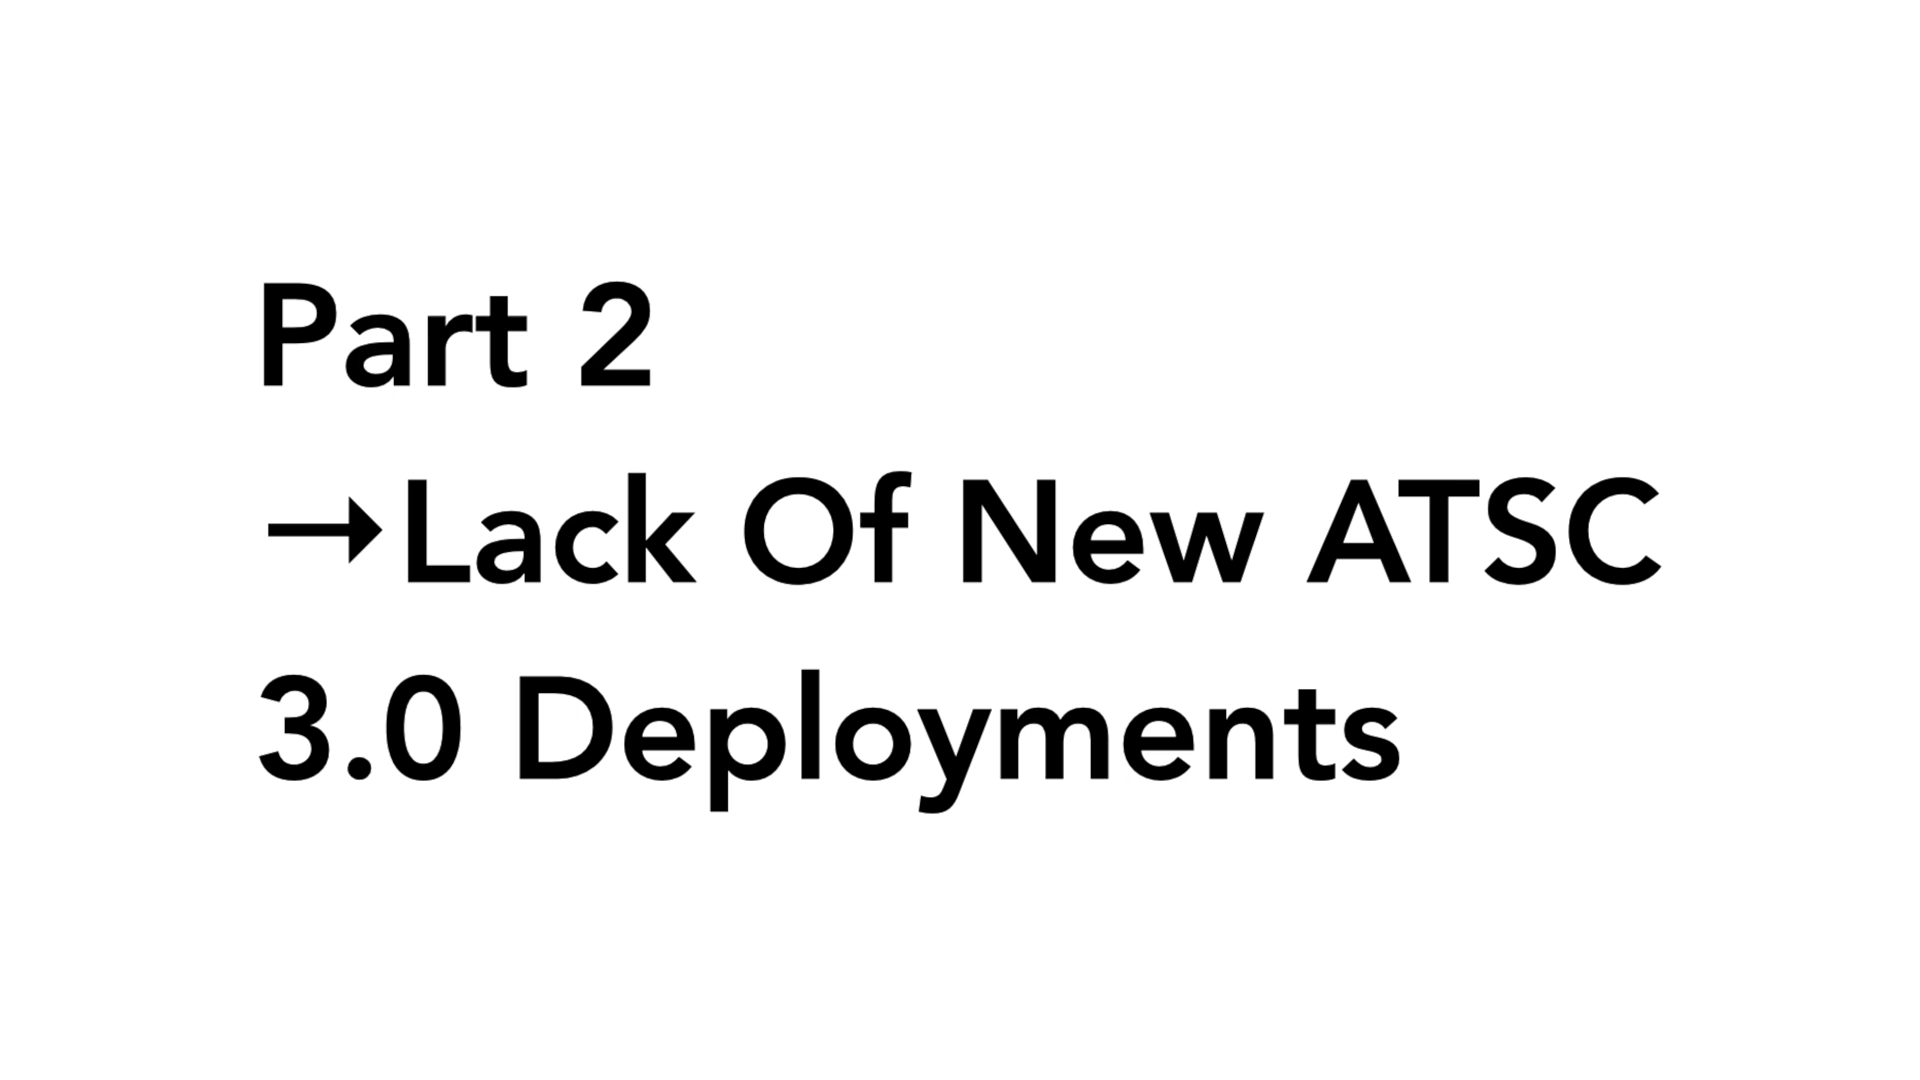 Part 2
→Lack Of New ATSC
3.0 Deployments